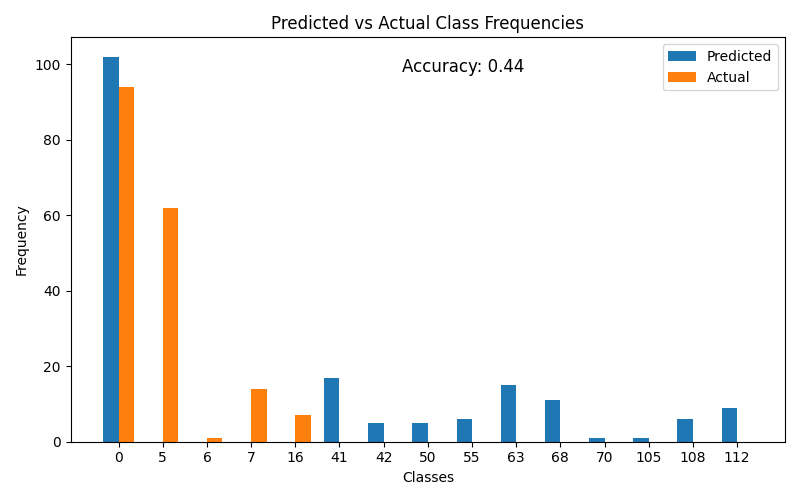 Predicted vs Actual Class Frequencies
Accuracy: 0.44
Predicted
Actual
Frequency
100
80
60
40
20
0
0 5 6 7 16 41 42 50 55 63 68 70 105 108 112
Classes